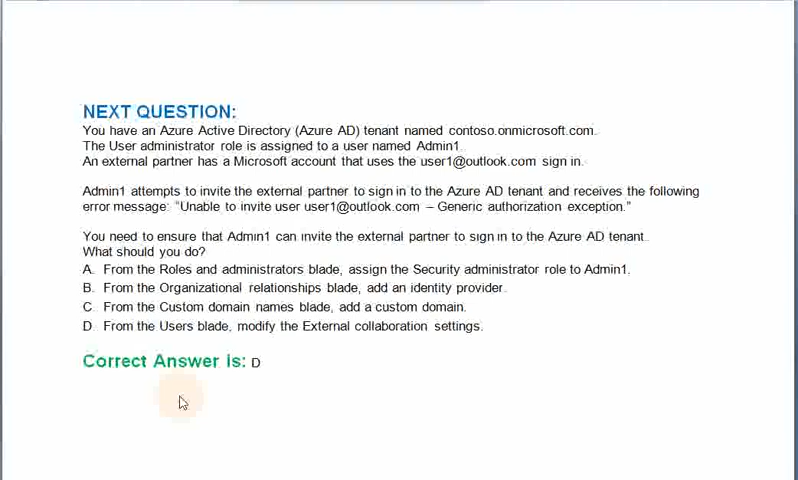 NEXT QUESTION:
You have an Azure Active Directory (Azure AD) tenant named contoso.onmicrosoft.com.
The User administrator role is assigned to a user named Admin1.
An external partner has a Microsoft account that uses the user1@outlook.com sign in.
Admin1 attempts to invite the external partner to sign in to the Azure AD tenant and receives the following
error message: “Unable to invite user user1@outlook.com – Generic authorization exception.”
You need to ensure that Admin1 can invite the external partner to sign in to the Azure AD tenant.
What should you do?
A. From the Roles and administrators blade, assign the Security administrator role to Admin1.
B. From the Organizational relationships blade, add an identity provider.
C. From the Custom domain names blade, add a custom domain.
D. From the Users blade, modify the External collaboration settings.
Correct Answer is: D